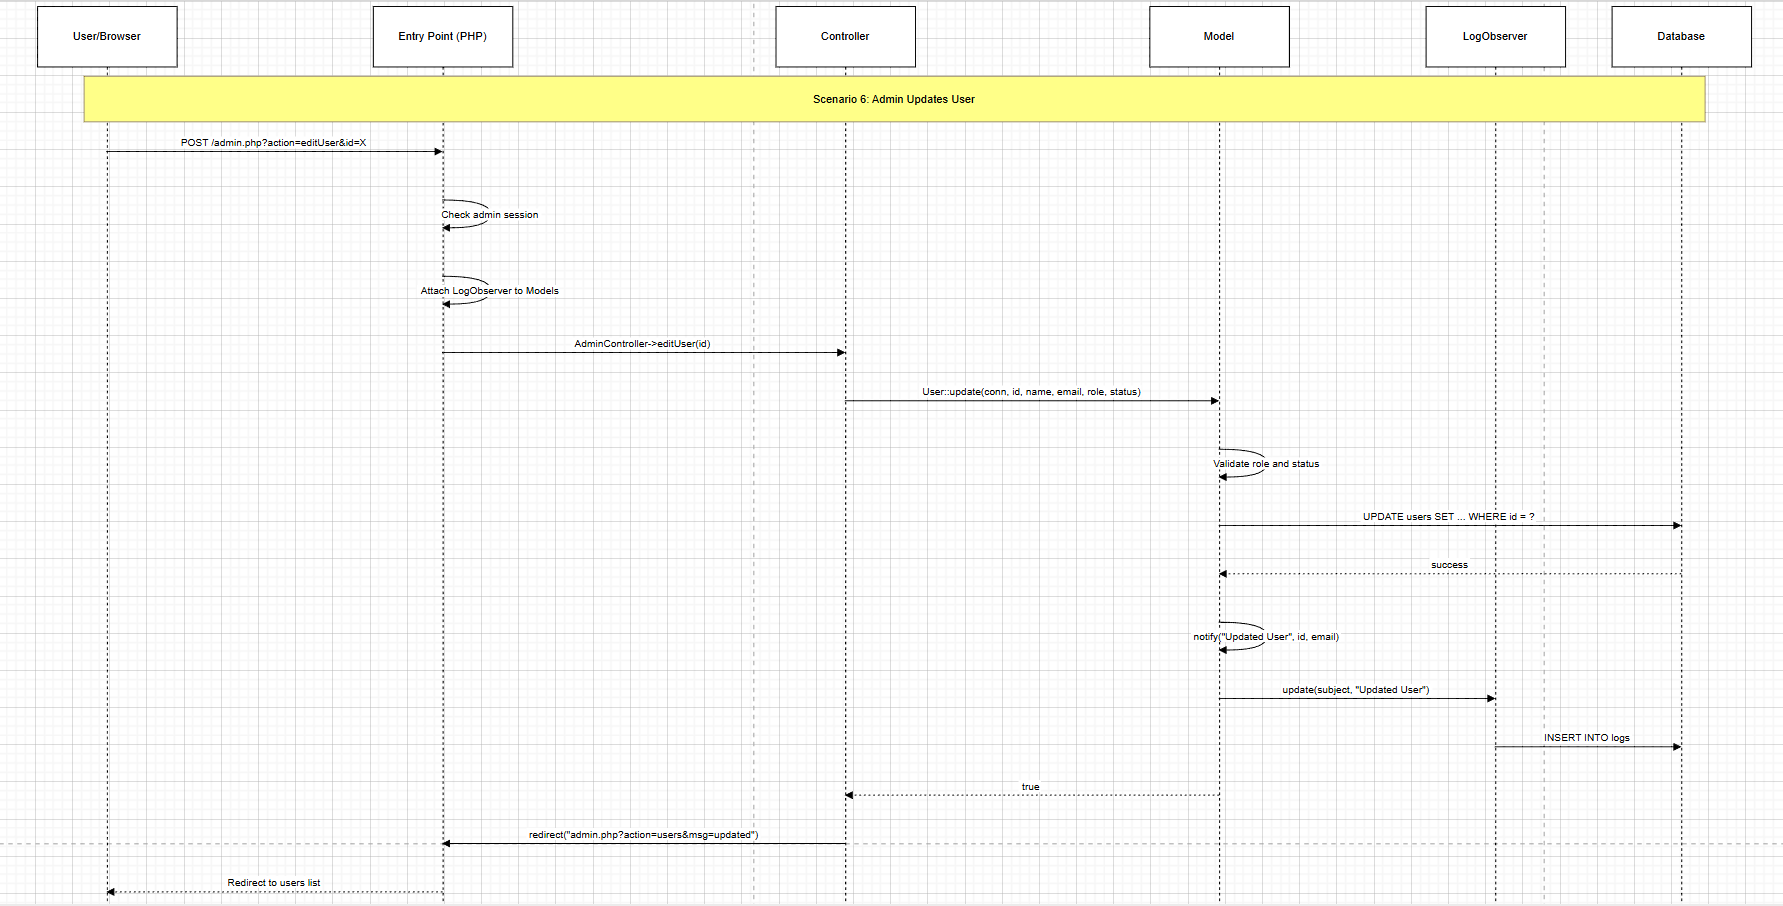 User/Browser
Entry Point (PHP)
Controller
Model
LogObserver
Database
Scenario 6: Admin Updates User
POST /admin.php?action=editUser&id=X
Check admin session
Attach LogObserver to Models
AdminController->editUser(id)
User::update(conn, id, name, email, role, status)
Validate role and status
UPDATE users SET ... WHERE id = ?
success
notify("Updated User", id, email)
update(subject, "Updated User")
INSERT INTO logs
true
redirect("admin.php?action=users&msg=updated")
Redirect to users list